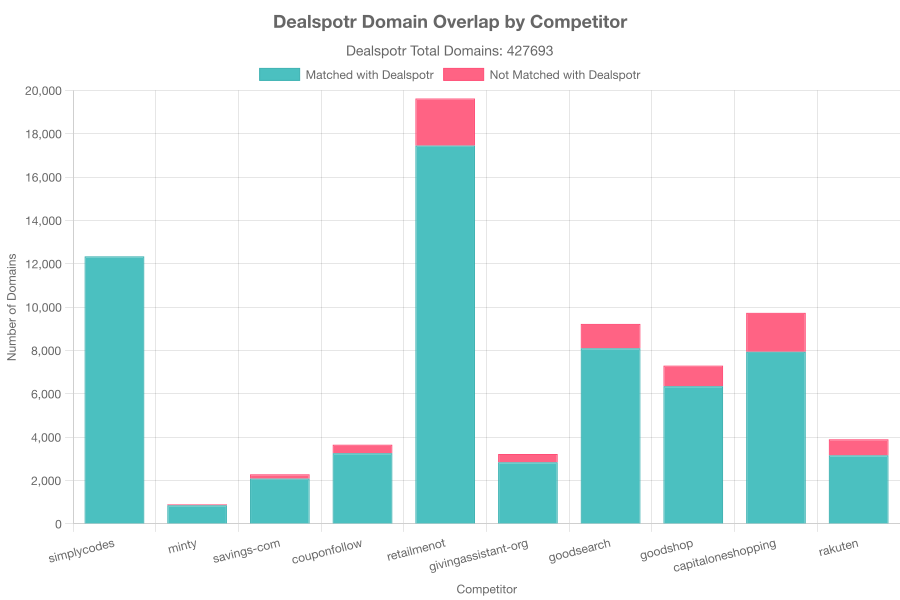 Dealspotr Domain Overlap by Competitor
Dealspotr Total Domains: 427693
Matched with Dealspotr
Not Matched with Dealspotr
20,000
18,000
16,000
14,000
12,000
10,000
8,000
6,000
4,000
2,000
0
Number of Domains
simplycodes
minty
savings-com
couponfollow
retailmenot
givingassistant-org
goodsearch
goodshop
capitaloneshopping
rakuten
Competitor